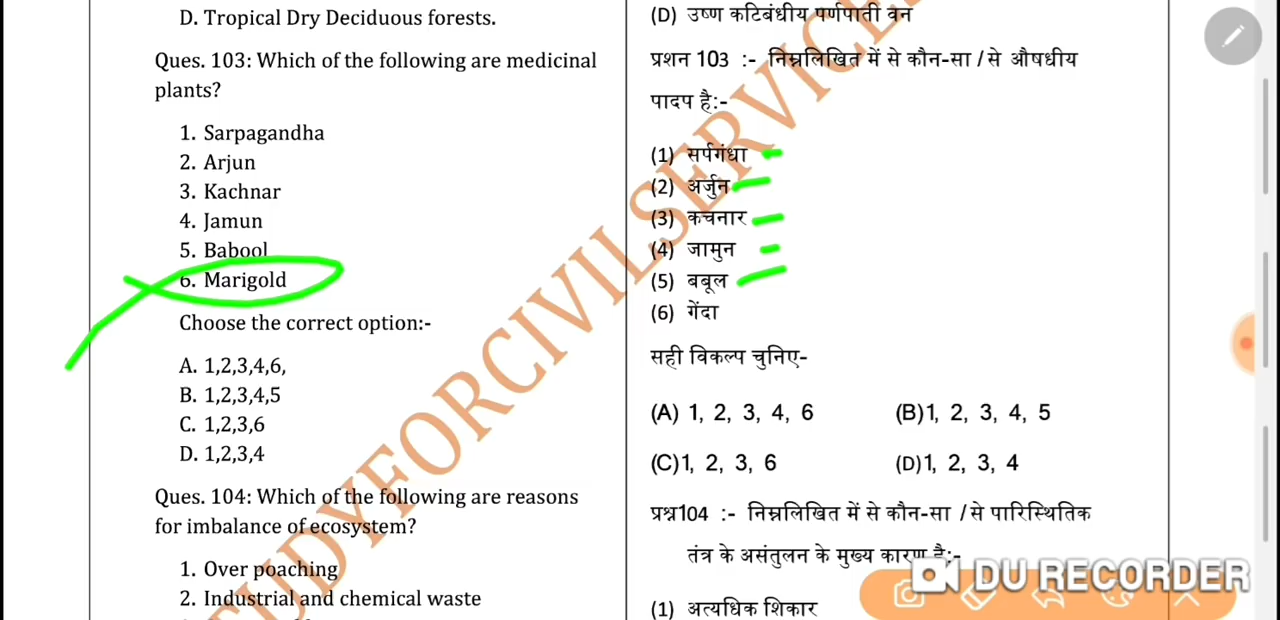 D. Tropical Dry Deciduous forests.
Ques. 103: Which of the following are medicinal
plants?
1. Sarpagandha
2. Arjun
3. Kachnar
4. Jamun
5. Babool
6. Marigold
Choose the correct option:-
A. 1,2,3,4,6,
B. 1,2,3,4,5
C. 1,2,3,6
D. 1,2,3,4
Ques. 104: Which of the following are reasons
for imbalance of ecosystem?
1. Over poaching
2. Industrial and chemical waste
(D) उष्ण कटिबंधीय पर्णपाती वन
प्रशन 103 :- निम्नलिखित में से कौन-सा / से औषधीय
पादप है:-
(1) सर्पगंधा
(2) अर्जुन
(3) कचनार
(4) जामुन
(5) बबूल
(6) गेंदा
सही विकल्प चुनिए-
(A) 1, 2, 3, 4, 6 (B)1, 2, 3, 4, 5
(C)1, 2, 3, 6 (D)1, 2, 3, 4
प्रश्न104 :- निम्नलिखित में से कौन-सा /से पारिस्थितिक
तंत्र के असंतुलन के मुख्य कारण है:-
(1) अत्यधिक शिकार
STUDYFORCIVILSERVICES
DU RECORDER